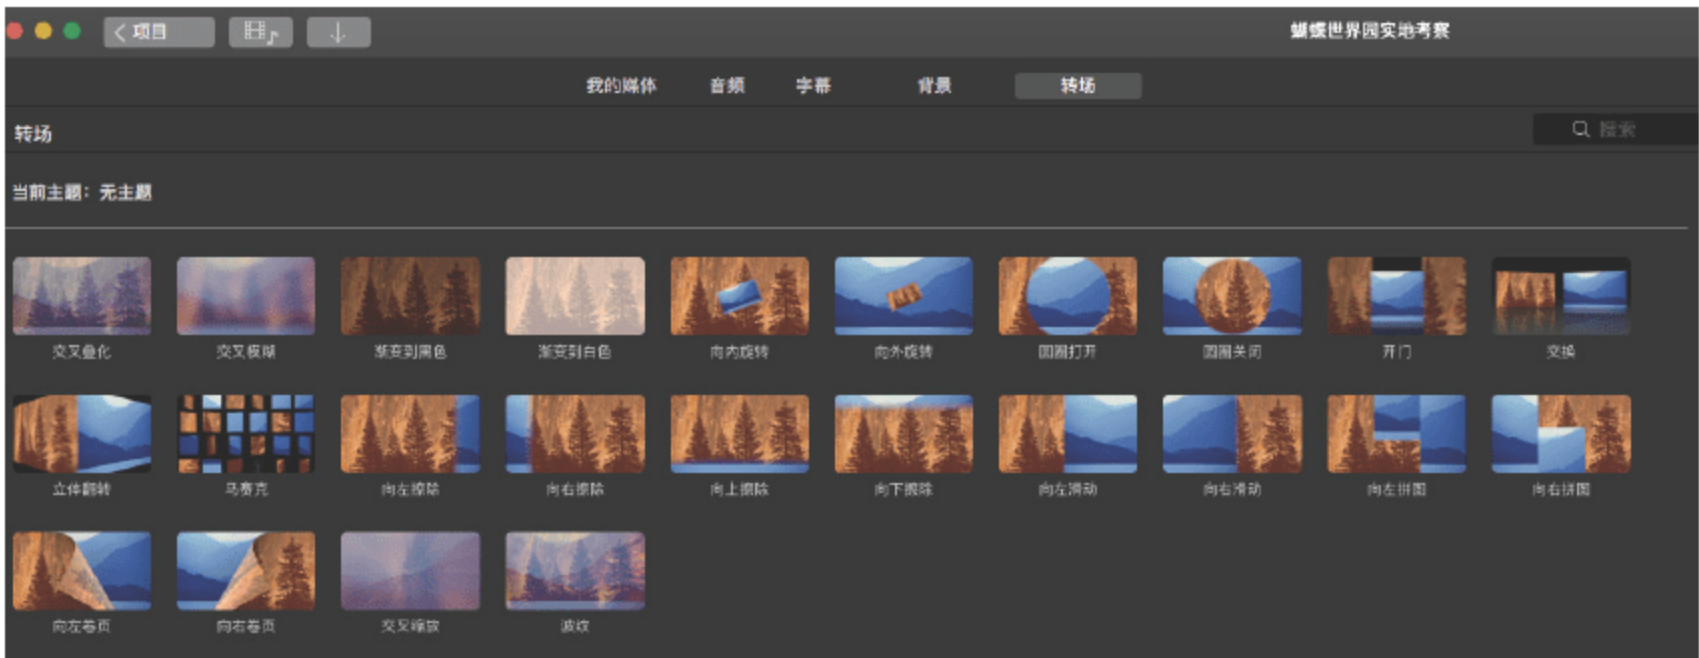 项目
蝴蝶世界园实地考察
我的媒体 音频 字幕 背景 转场
转场
搜索
当前主题：无主题
交叉叠化 交叉模糊 渐变到黑色 渐变到白色 向内旋转 向外旋转 圆圈打开 圆圈关闭 开门 交换
立体翻转 马赛克 向左擦除 向右擦除 向上擦除 向下擦除 向左滑动 向右滑动 向左拼图 向右拼图
向左卷页 向右卷页 交叉缩放 波纹